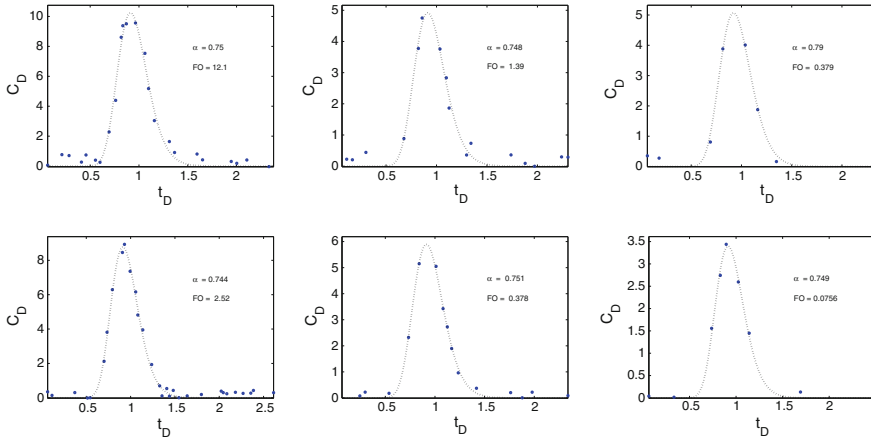 10
8
6
4
2
0
C_D
α = 0.75
FO = 12.1
0.5 1 1.5 2
t_D
5
4
3
2
1
0
C_D
α = 0.748
FO = 1.39
0.5 1 1.5 2
t_D
5
4
3
2
1
0
C_D
α = 0.79
FO = 0.379
0.5 1 1.5 2
t_D
8
6
4
2
0
C_D
α = 0.744
FO = 2.52
0.5 1 1.5 2 2.5
t_D
6
5
4
3
2
1
0
C_D
α = 0.751
FO = 0.378
0.5 1 1.5 2
t_D
3.5
3
2.5
2
1.5
1
0.5
0
C_D
α = 0.749
FO = 0.0756
0.5 1 1.5 2
t_D